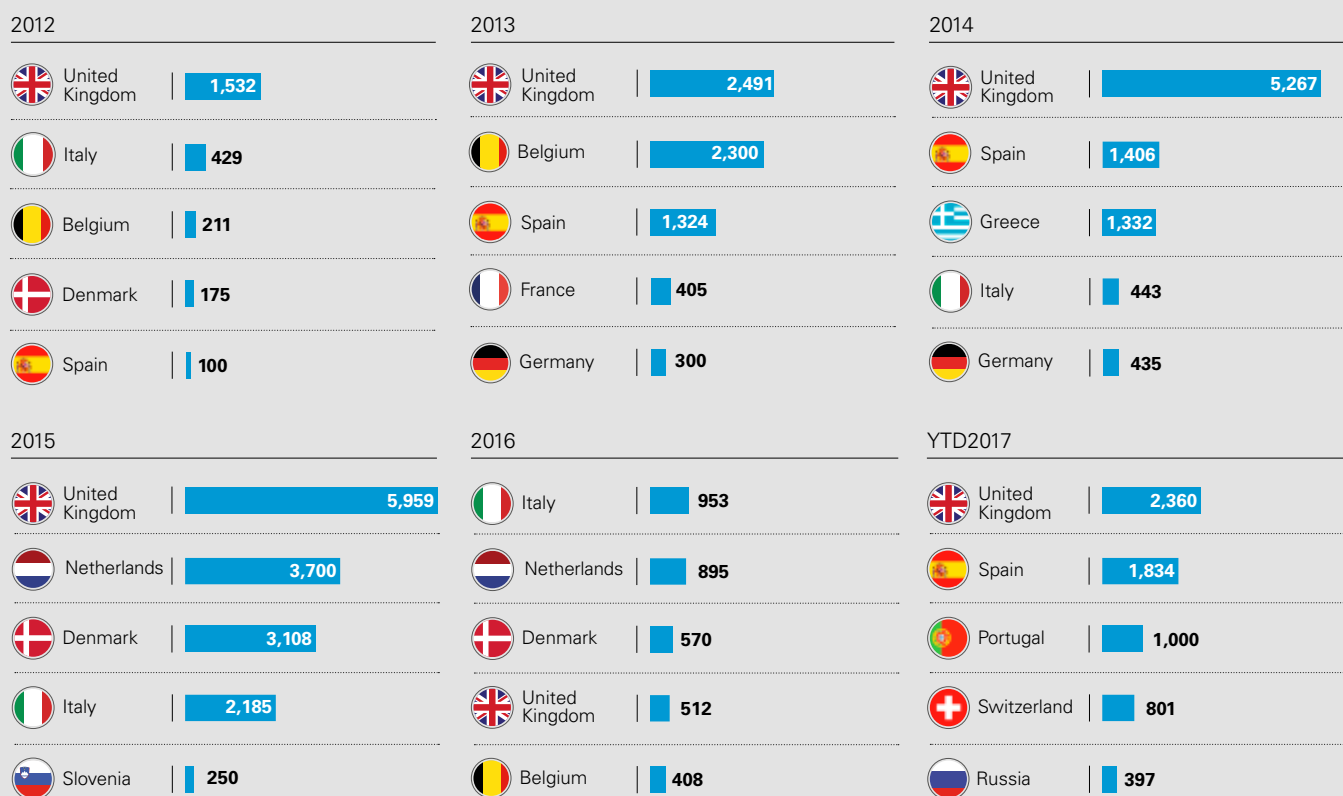 2012
United
Kingdom
1,532
Italy
429
Belgium
211
Denmark
175
Spain
100
2013
United
Kingdom
2,491
Belgium
2,300
Spain
1,324
France
405
Germany
300
2014
United
Kingdom
5,267
Spain
1,406
Greece
1,332
Italy
443
Germany
435
2015
United
Kingdom
5,959
Netherlands
3,700
Denmark
3,108
Italy
2,185
Slovenia
250
2016
Italy
953
Netherlands
895
Denmark
570
United
Kingdom
512
Belgium
408
YTD2017
United
Kingdom
2,360
Spain
1,834
Portugal
1,000
Switzerland
801
Russia
397